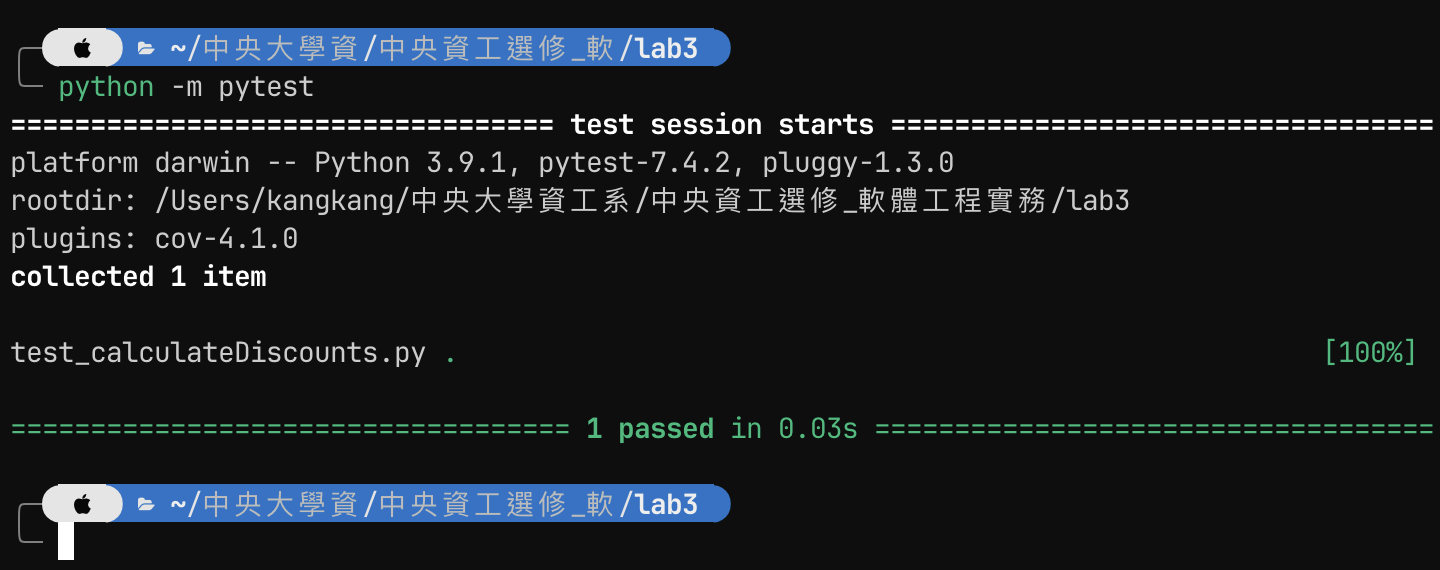 ~/中央大學資/中央資工選修_軟/lab3
python -m pytest
================================== test session starts ==================================
platform darwin -- Python 3.9.1, pytest-7.4.2, pluggy-1.3.0
rootdir: /Users/kangkang/中央大學資工系/中央資工選修_軟體工程實務/lab3
plugins: cov-4.1.0
collected 1 item
test_calculateDiscounts.py . [100%]
=================================== 1 passed in 0.03s ===================================
~/中央大學資/中央資工選修_軟/lab3